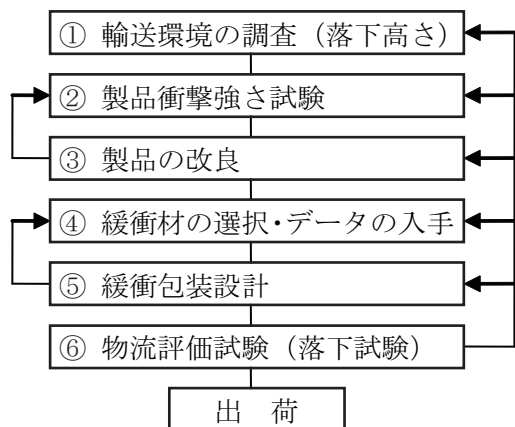 ① 輸送環境の調査（落下高さ）
② 製品衝撃強さ試験
③ 製品の改良
④ 緩衝材の選択・データの入手
⑤ 緩衝包装設計
⑥ 物流評価試験（落下試験）
出　荷